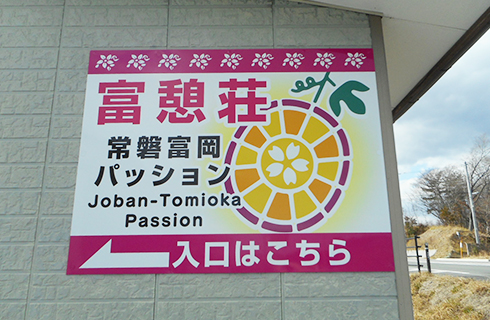 富憩荘
常磐富岡
パッション
Joban-Tomioka
Passion
入口はこちら